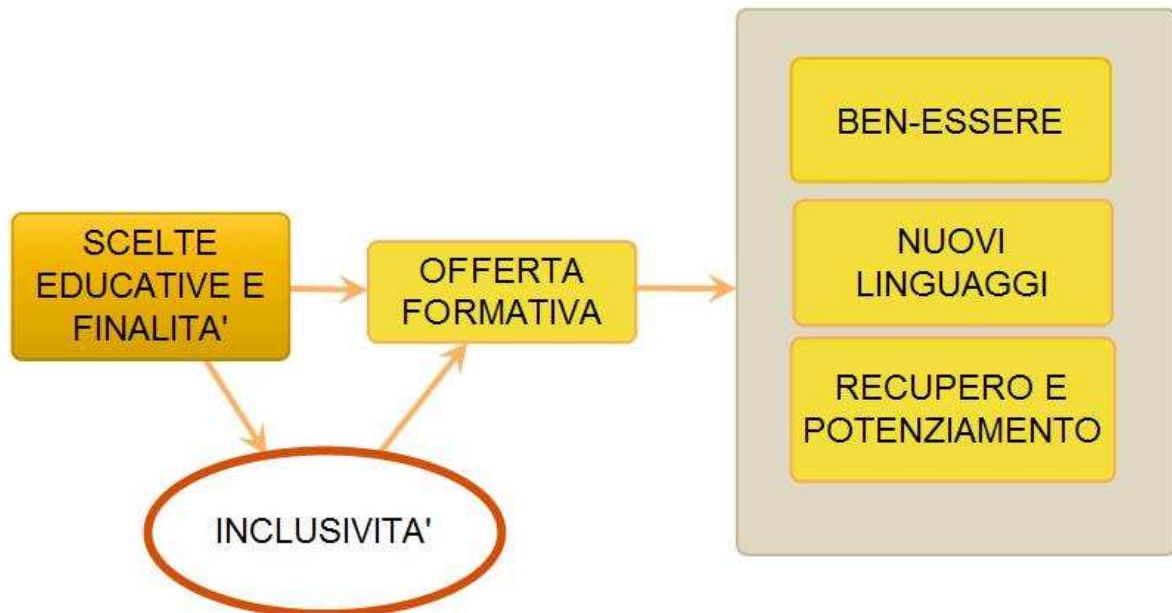 SCELTE
EDUCATIVE E
FINALITA'
OFFERTA
FORMATIVA
INCLUSIVITA'
BEN-ESSERE
NUOVI
LINGUAGGI
RECUPERO E
POTENZIAMENTO